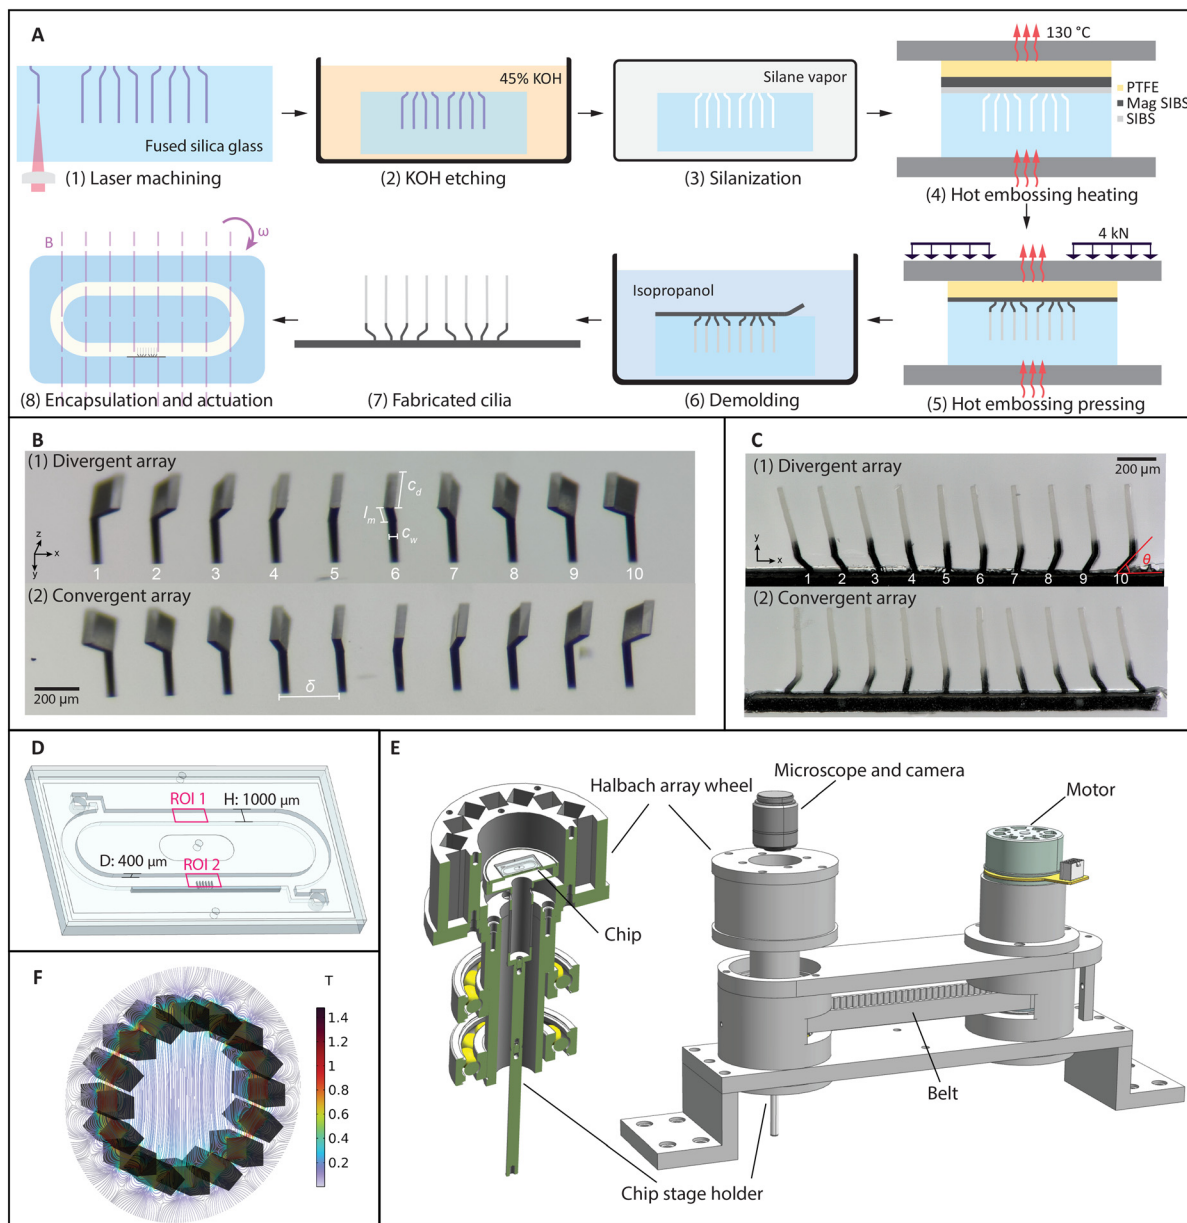 A
130 °C
45% KOH
Silane vapor
PTFE
Mag SIBS
SIBS
Fused silica glass
(1) Laser machining
(2) KOH etching
(3) Silanization
(4) Hot embossing heating
B
ω
4 kN
Isopropanol
(8) Encapsulation and actuation
(7) Fabricated cilia
(6) Demolding
(5) Hot embossing pressing
B
(1) Divergent array
c_d
l_m
c_w
z
x
y
1 2 3 4 5 6 7 8 9 10
(2) Convergent array
δ
200 µm
C
(1) Divergent array
200 µm
y
x
θ
1 2 3 4 5 6 7 8 9 10
(2) Convergent array
D
ROI 1
H: 1000 µm
D: 400 µm
ROI 2
E
Halbach array wheel
Microscope and camera
Motor
Chip
Belt
Chip stage holder
F
T
1.4
1.2
1
0.8
0.6
0.4
0.2